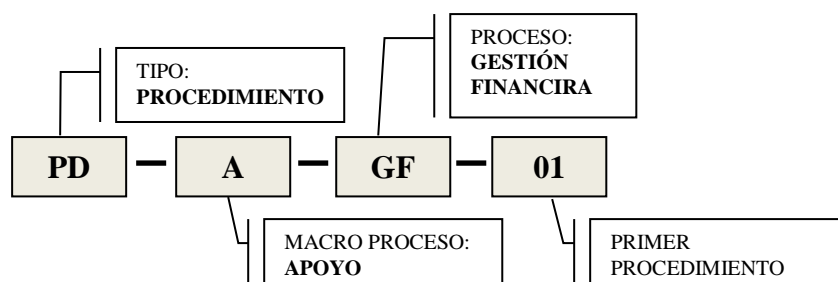 TIPO:
PROCEDIMIENTO
PROCESO:
GESTIÓN
FINANCIRA
PD – A – GF – 01
MACRO PROCESO:
APOYO
PRIMER
PROCEDIMIENTO